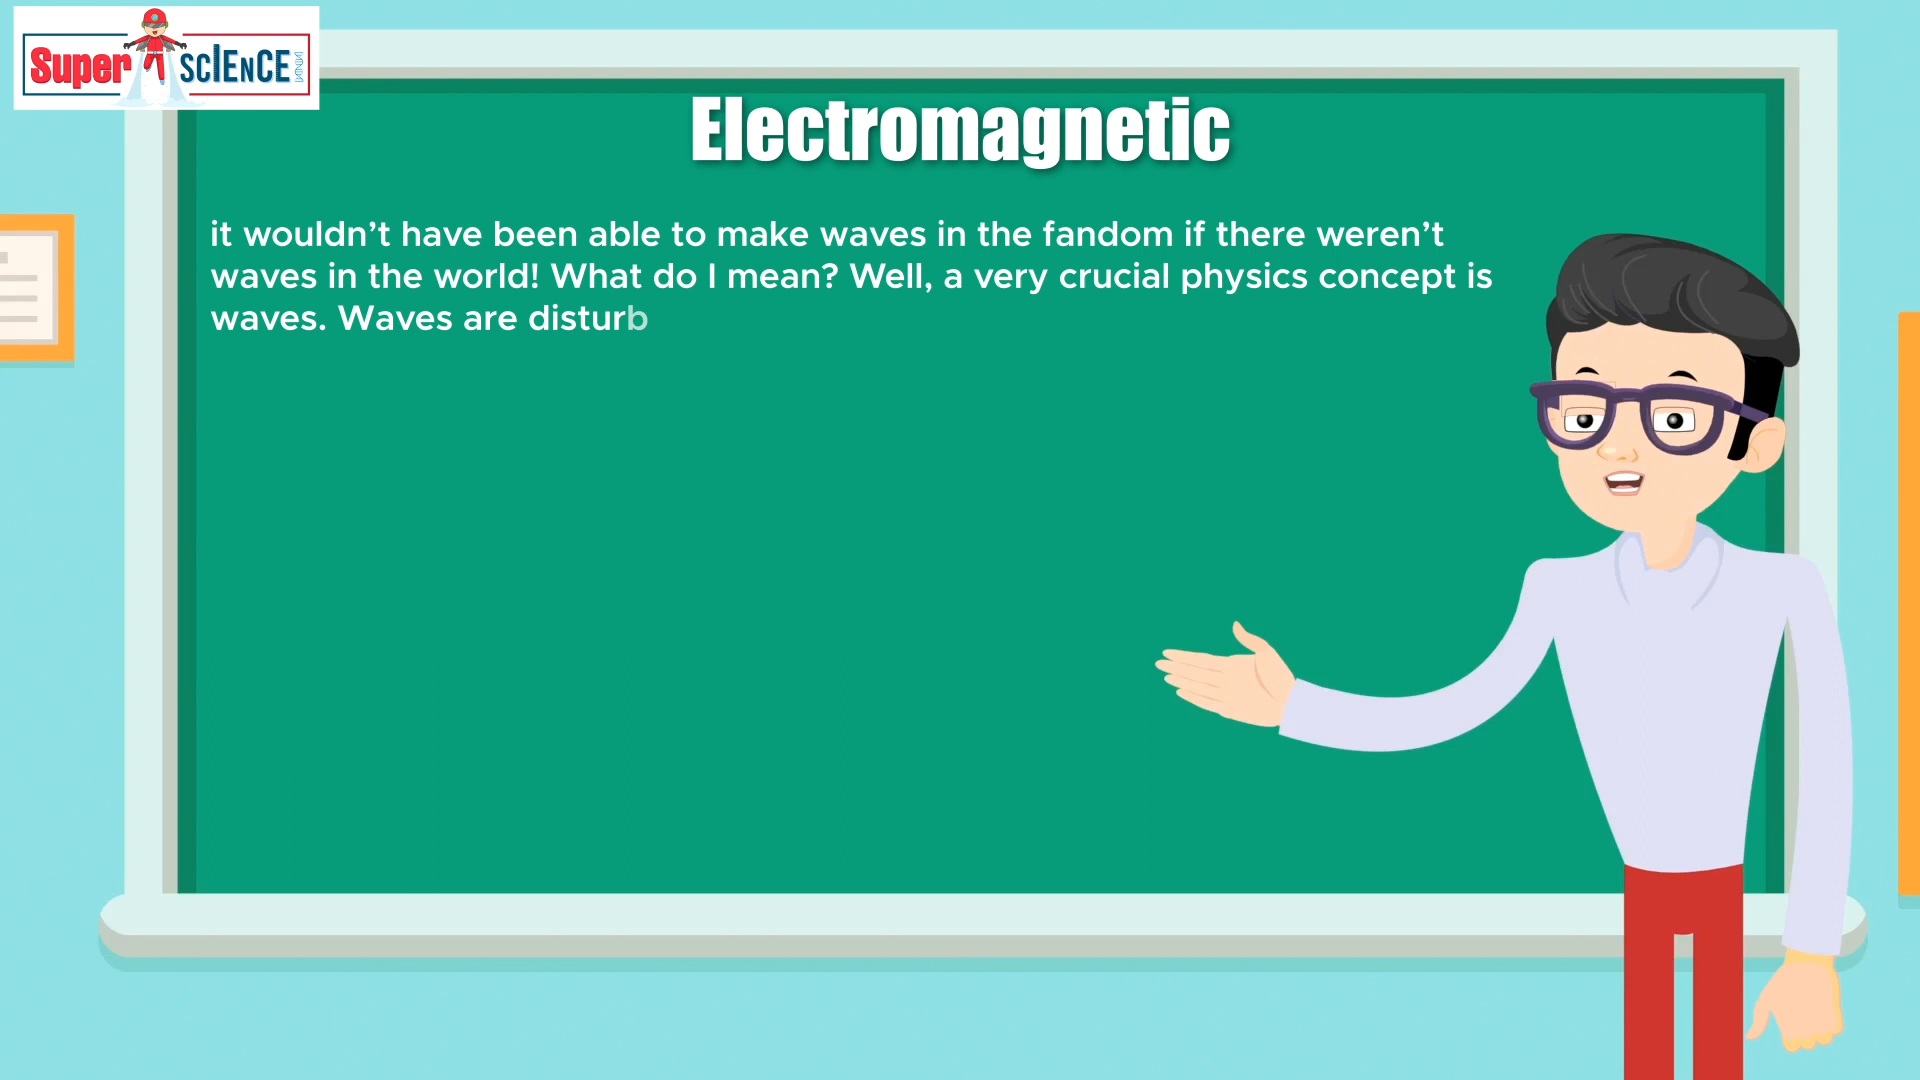 Super SCIENCE
Electromagnetic
it wouldn’t have been able to make waves in the fandom if there weren’t
waves in the world! What do I mean? Well, a very crucial physics concept is
waves. Waves are disturb